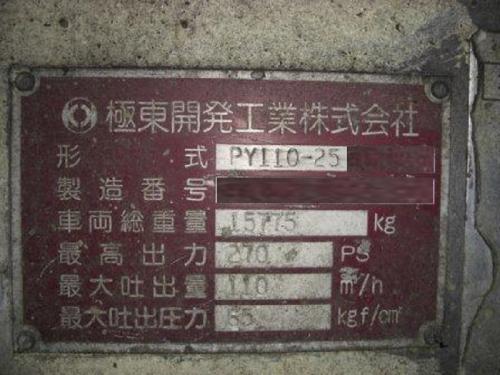 極東開発工業株式会社
形式 PY110-25
製造番号
車両総重量 15775 kg
最高出力 270 PS
最大吐出量 110 m³/h
最大吐出圧力 kgf/cm²